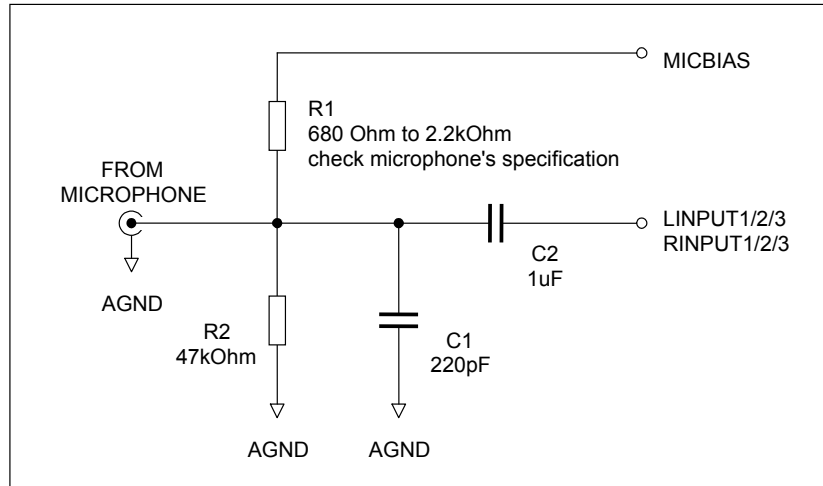 MICBIAS
R1
680 Ohm to 2.2kOhm
check microphone's specification
FROM
MICROPHONE
LINPUT1/2/3
RINPUT1/2/3
C2
1uF
AGND
R2
47kOhm
C1
220pF
AGND
AGND